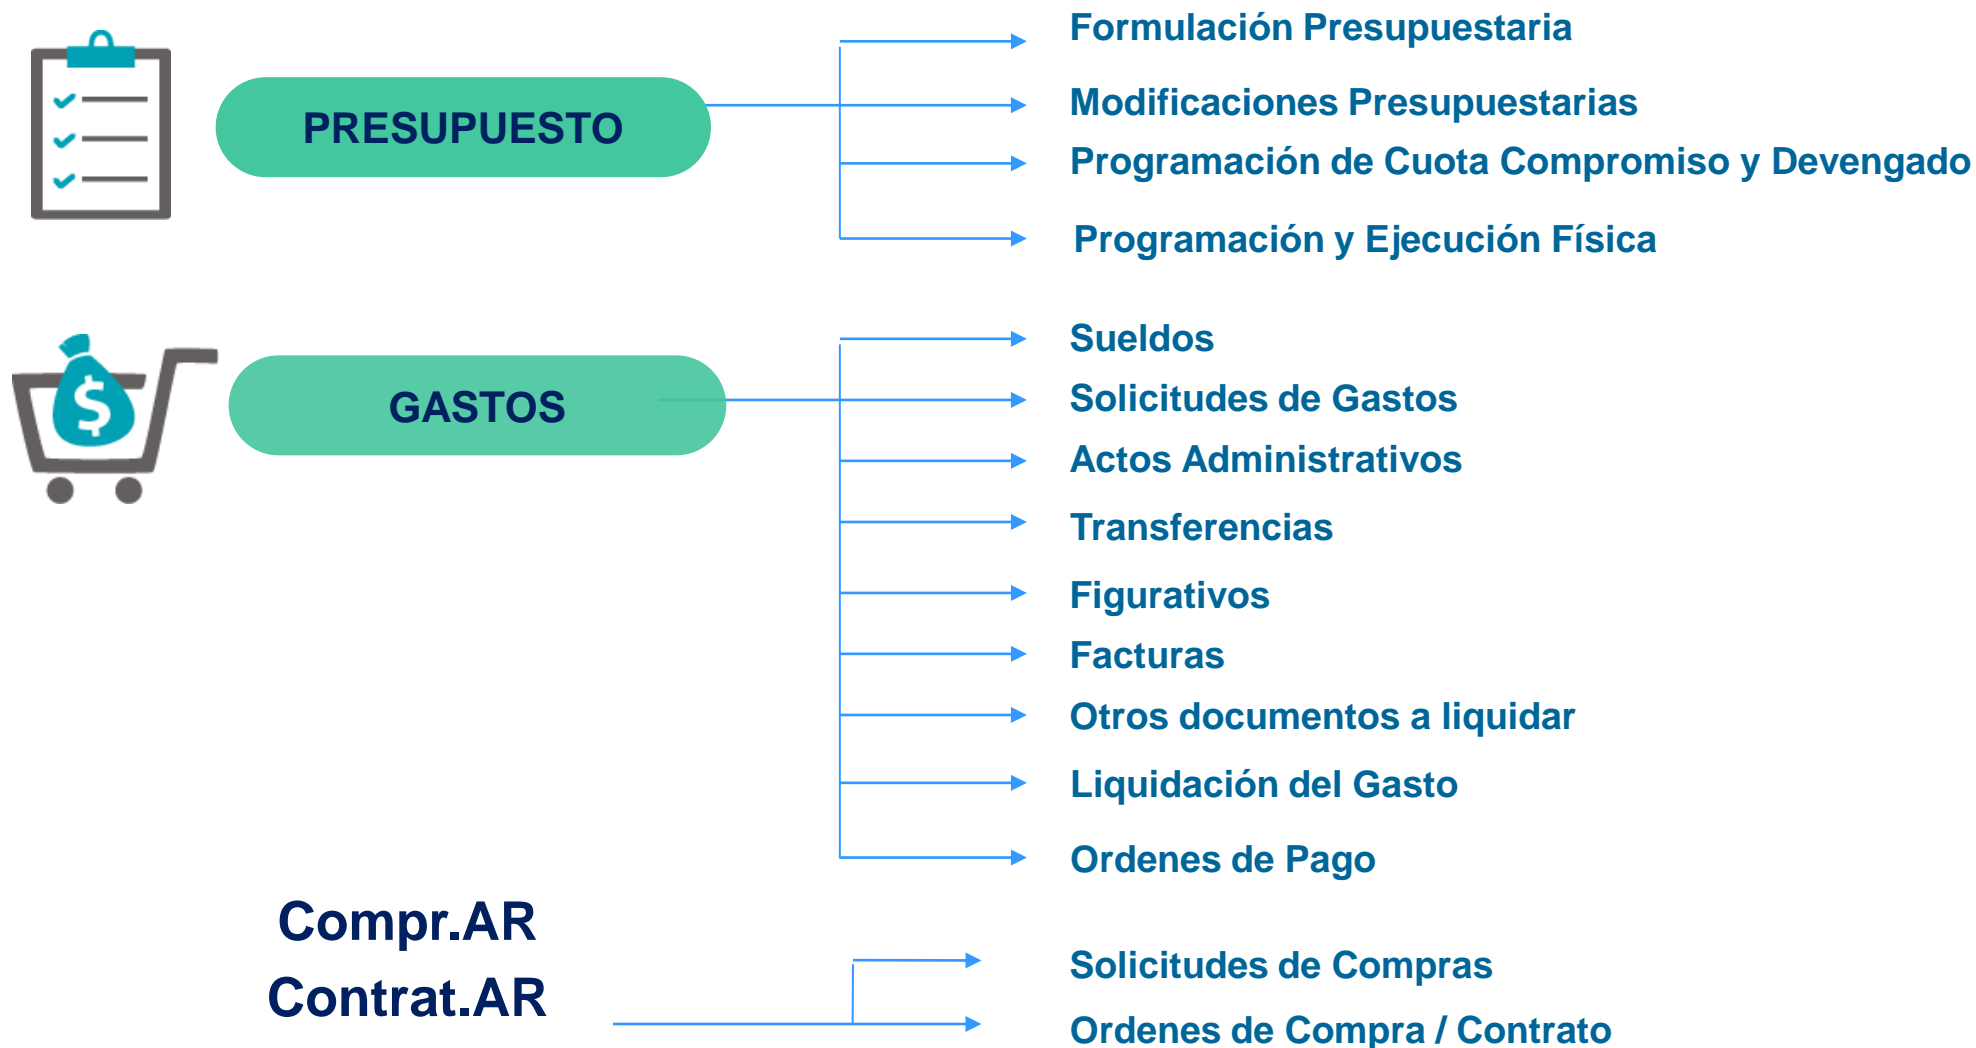 PRESUPUESTO
Formulación Presupuestaria
Modificaciones Presupuestarias
Programación de Cuota Compromiso y Devengado
Programación y Ejecución Física
$
GASTOS
Sueldos
Solicitudes de Gastos
Actos Administrativos
Transferencias
Figurativos
Facturas
Otros documentos a liquidar
Liquidación del Gasto
Ordenes de Pago
Compr.AR
Contrat.AR
Solicitudes de Compras
Ordenes de Compra / Contrato